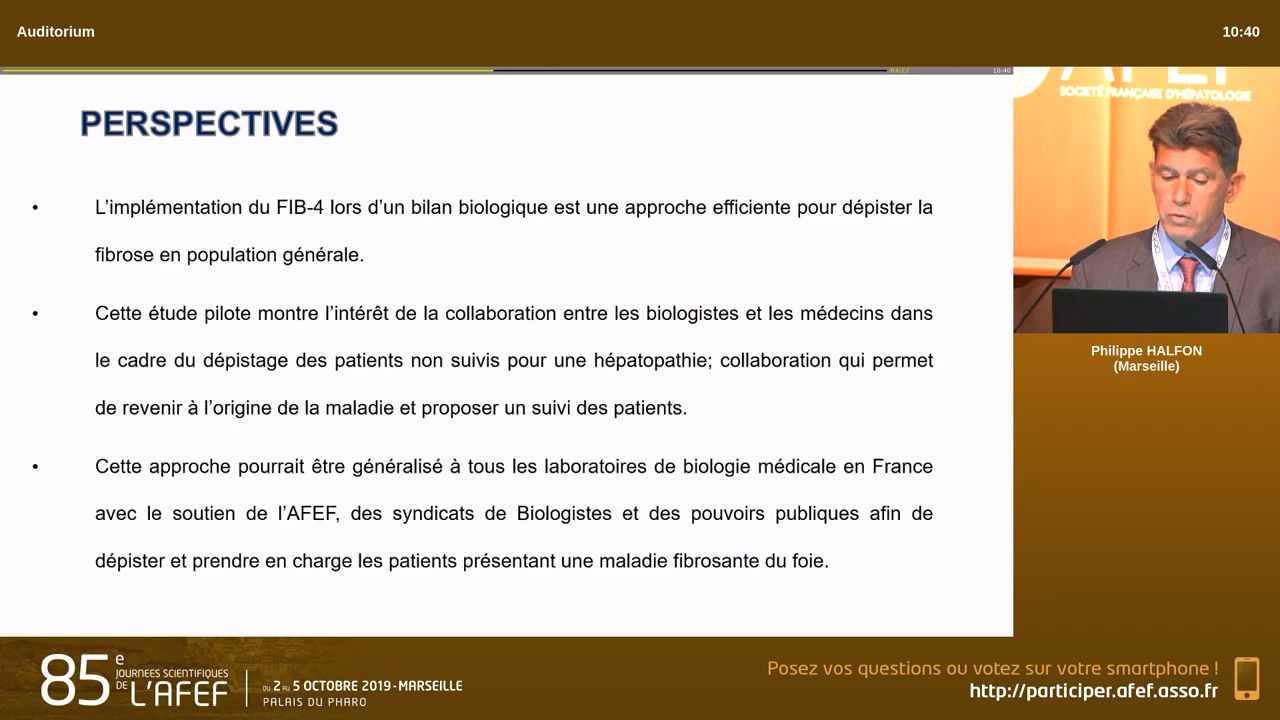 Auditorium
10:40
04:27
10:40
PERSPECTIVES
• L’implémentation du FIB-4 lors d’un bilan biologique est une approche efficiente pour dépister la
fibrose en population générale.
• Cette étude pilote montre l’intérêt de la collaboration entre les biologistes et les médecins dans
le cadre du dépistage des patients non suivis pour une hépatopathie; collaboration qui permet
de revenir à l’origine de la maladie et proposer un suivi des patients.
• Cette approche pourrait être généralisé à tous les laboratoires de biologie médicale en France
avec le soutien de l’AFEF, des syndicats de Biologistes et des pouvoirs publiques afin de
dépister et prendre en charge les patients présentant une maladie fibrosante du foie.
AFEF
SOCIÉTÉ FRANÇAISE D'HÉPATOLOGIE
Philippe HALFON
(Marseille)
85e JOURNÉES SCIENTIFIQUES
DE L'AFEF
DU 2 AU 5 OCTOBRE 2019 - MARSEILLE
PALAIS DU PHARO
Posez vos questions ou votez sur votre smartphone !
http://participer.afef.asso.fr